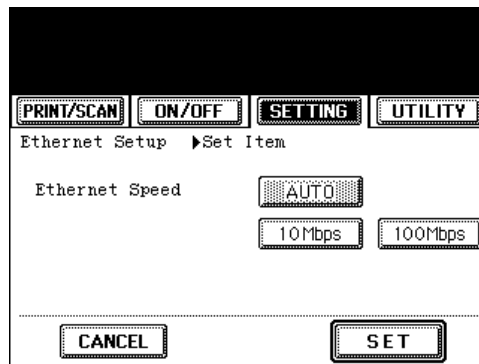 PRINT/SCAN ON/OFF SETTING UTILITY
Ethernet Setup ▶Set Item
Ethernet Speed AUTO
10Mbps 100Mbps
CANCEL SET